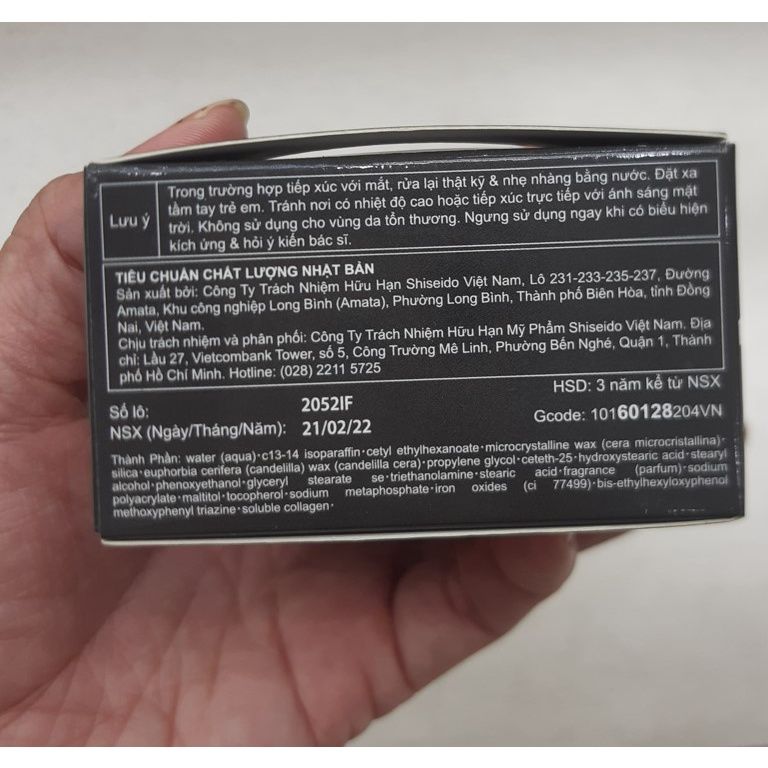 Lưu ý
Trong trường hợp tiếp xúc với mắt, rửa lại thật kỹ & nhẹ nhàng bằng nước. Đặt xa
tầm tay trẻ em. Tránh nơi có nhiệt độ cao hoặc tiếp xúc trực tiếp với ánh sáng mặt
trời. Không sử dụng cho vùng da tổn thương. Ngưng sử dụng ngay khi có biểu hiện
kích ứng & hỏi ý kiến bác sĩ.
TIÊU CHUẨN CHẤT LƯỢNG NHẬT BẢN
Sản xuất bởi: Công Ty Trách Nhiệm Hữu Hạn Shiseido Việt Nam, Lô 231-233-235-237, Đường
Amata, Khu công nghiệp Long Bình (Amata), Phường Long Bình, Thành phố Biên Hòa, tỉnh Đồng
Nai, Việt Nam.
Chịu trách nhiệm và phân phối: Công Ty Trách Nhiệm Hữu Hạn Mỹ Phẩm Shiseido Việt Nam. Địa
chỉ: Lầu 27, Vietcombank Tower, số 5, Công Trường Mê Linh, Phường Bến Nghé, Quận 1, Thành
phố Hồ Chí Minh. Hotline: (028) 2211 5725
HSD: 3 năm kể từ NSX
Số lô: 2052IF
Gcode: 10160128204VN
NSX (Ngày/Tháng/Năm): 21/02/22
Thành Phần: water (aqua)·c13-14 isoparaffin·cetyl ethylhexanoate·microcrystalline wax (cera microcristallina)·
silica·euphorbia cerifera (candelilla) wax (candelilla cera)·propylene glycol·ceteth-25·hydroxystearic acid·stearyl
alcohol·phenoxyethanol·glyceryl stearate se·triethanolamine·stearic acid·fragrance (parfum)·sodium
polyacrylate·maltitol·tocopherol·sodium metaphosphate·iron oxides (ci 77499)·bis-ethylhexyloxyphenol
methoxyphenyl triazine·soluble collagen·